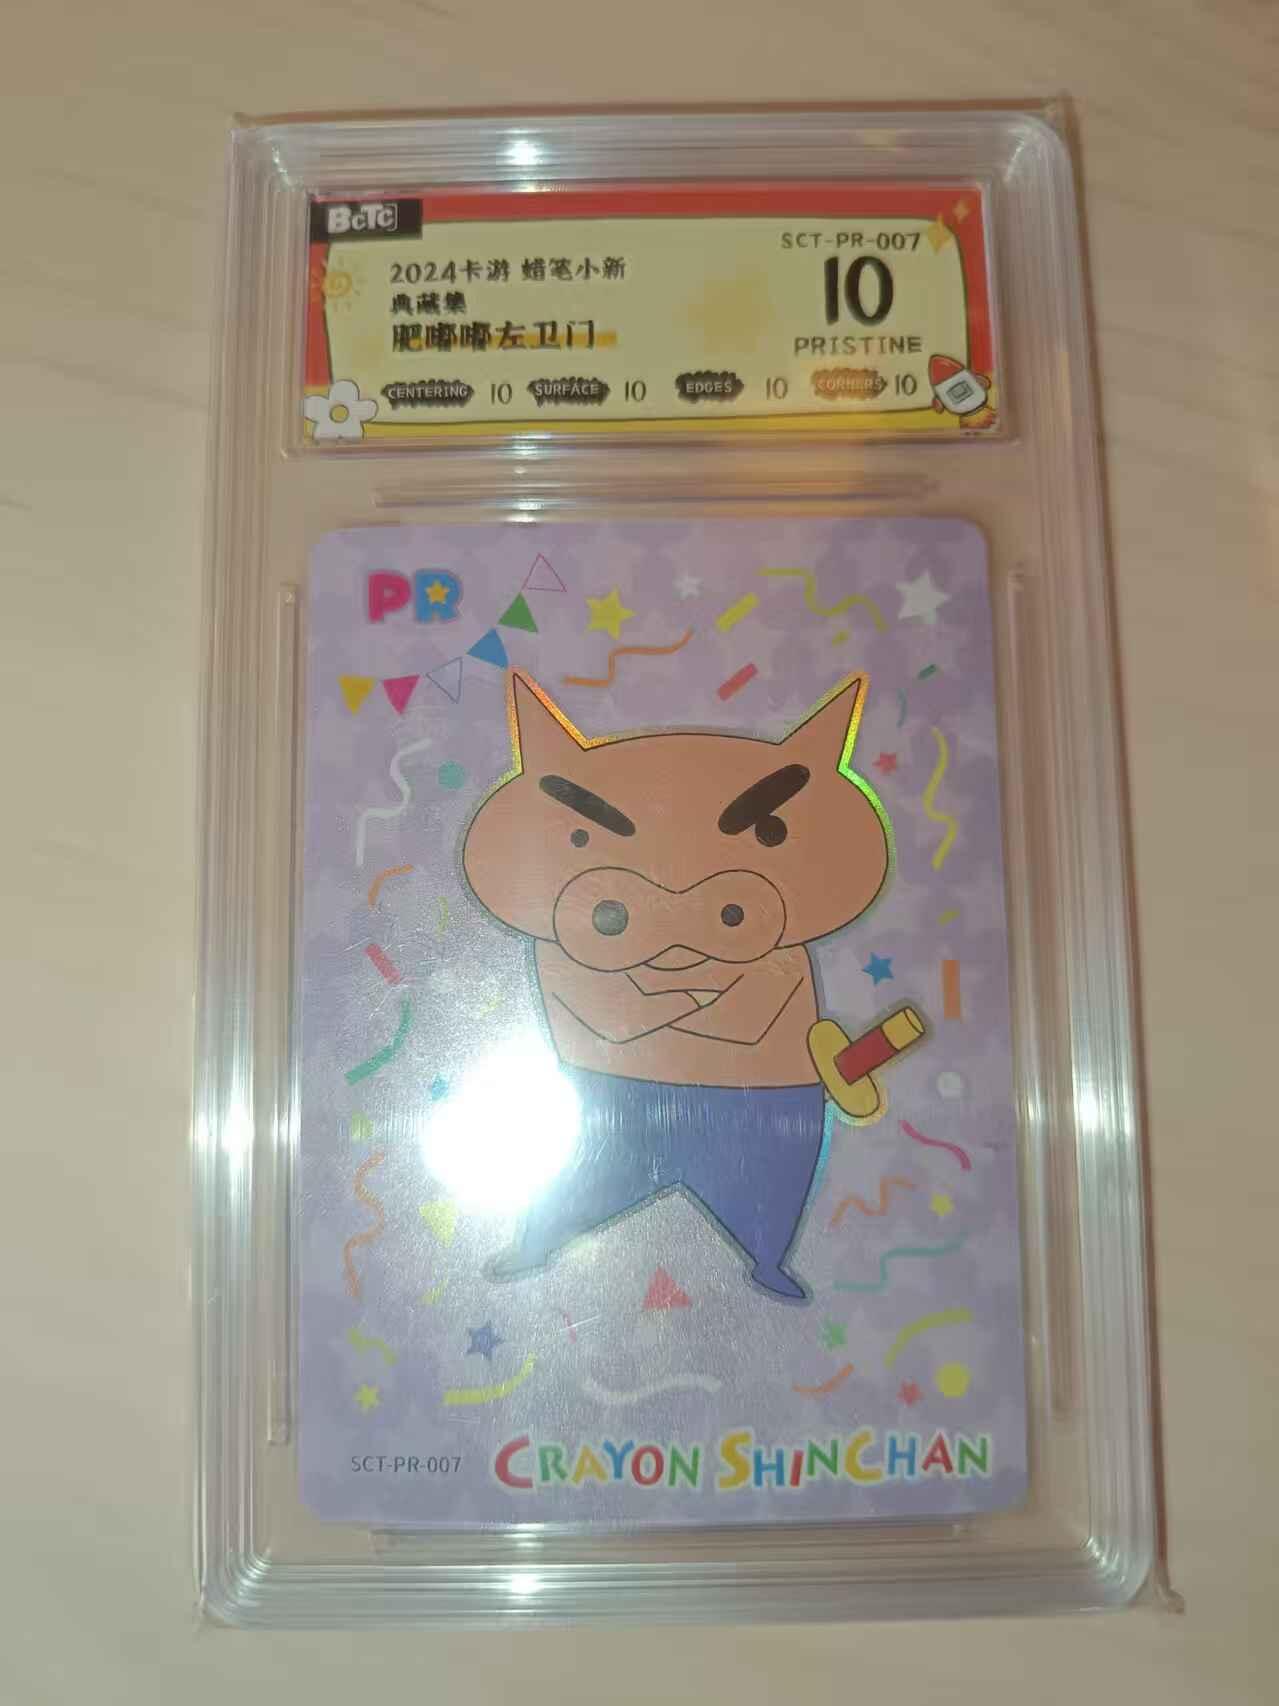 BCTC
SCT-PR-007
2024卡游 蜡笔小新
10
典藏集
肥嘟嘟左卫门
PRISTINE
CENTERING 10 SURFACE 10 EDGES 10 CORNERS 10
PR
SCT-PR-007
CRAYON SHINCHAN